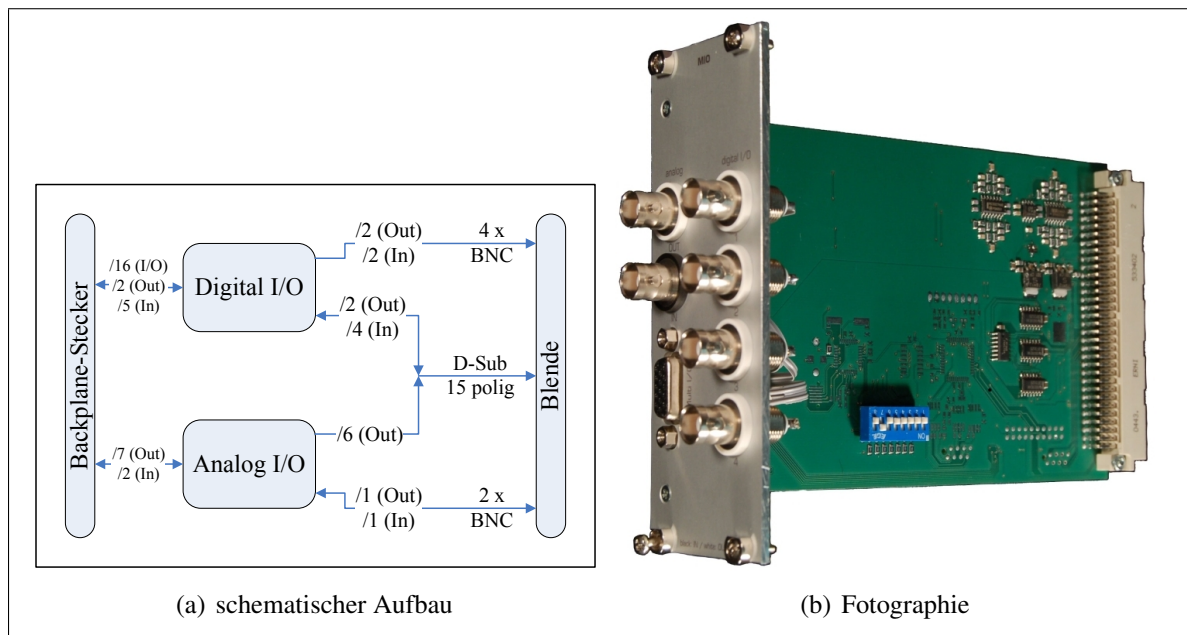 Backplane-Stecker
/16 (I/O)
/2 (Out)
/5 (In)
Digital I/O
/2 (Out)
/2 (In)
4 x
BNC
/2 (Out)
/4 (In)
D-Sub
15 polig
Blende
/7 (Out)
/2 (In)
Analog I/O
/6 (Out)
/1 (Out)
/1 (In)
2 x
BNC
(a) schematischer Aufbau
MIO
analog
digital I/O
OUT
ON
(b) Fotographie